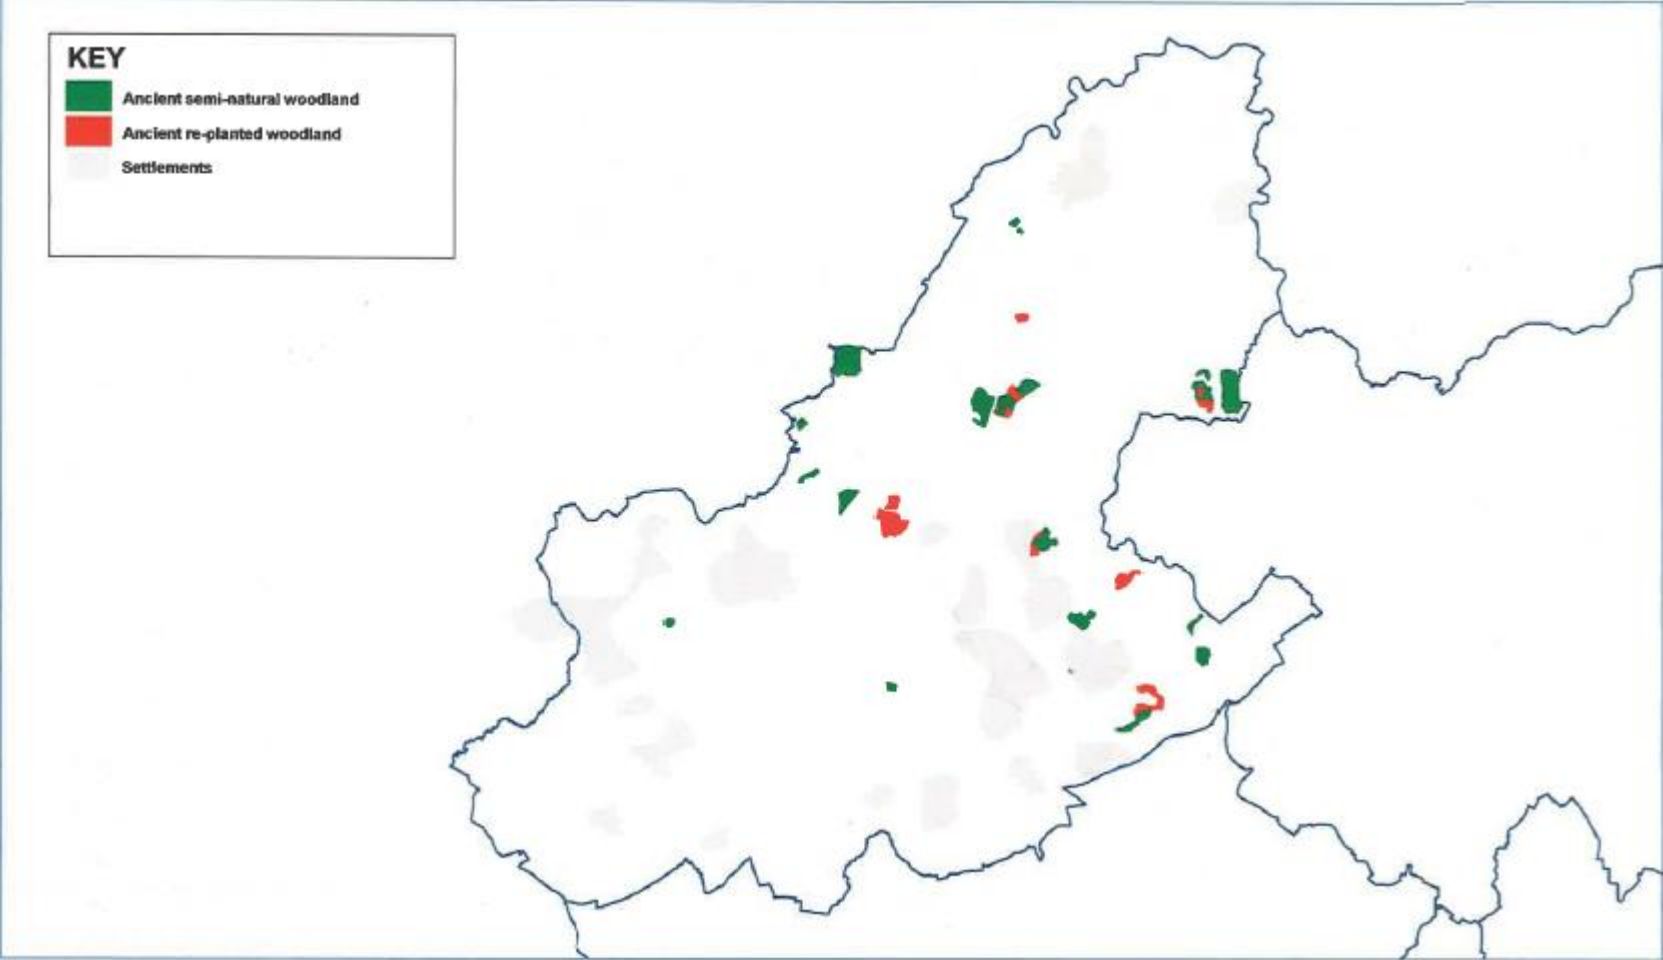 KEY
Ancient semi-natural woodland
Ancient re-planted woodland
Settlements